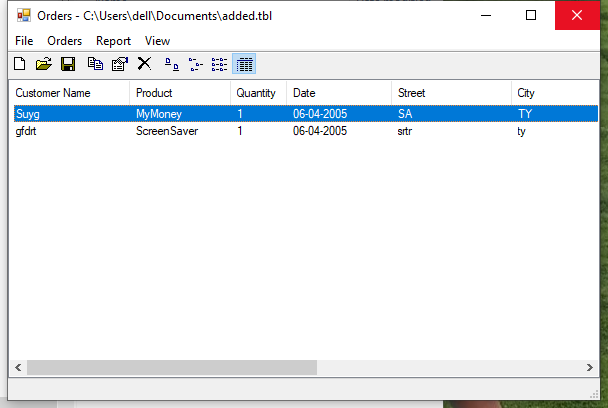 Orders - C:\Users\dell\Documents\added.tbl
File Orders Report View
Customer Name Product Quantity Date Street City
Suyg MyMoney 1 06-04-2005 SA TY
gfdrt ScreenSaver 1 06-04-2005 srtr ty